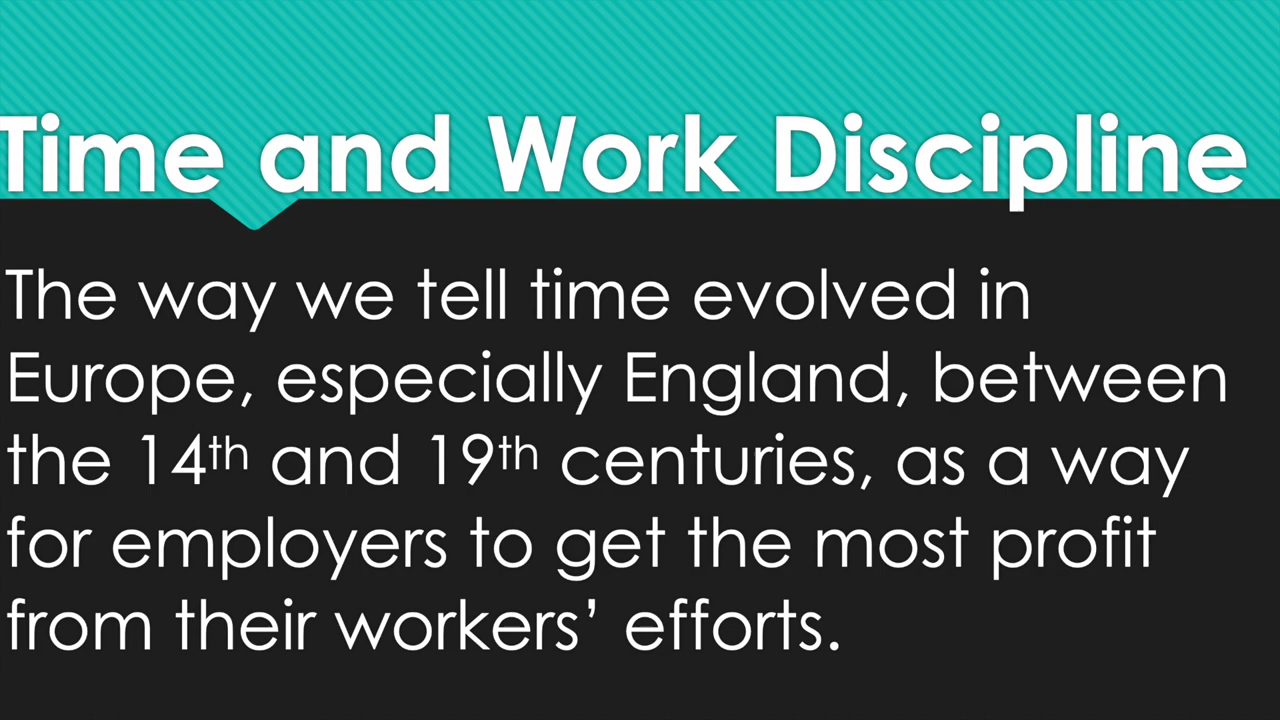 Time and Work Discipline
The way we tell time evolved in
Europe, especially England, between
the 14th and 19th centuries, as a way
for employers to get the most profit
from their workers’ efforts.